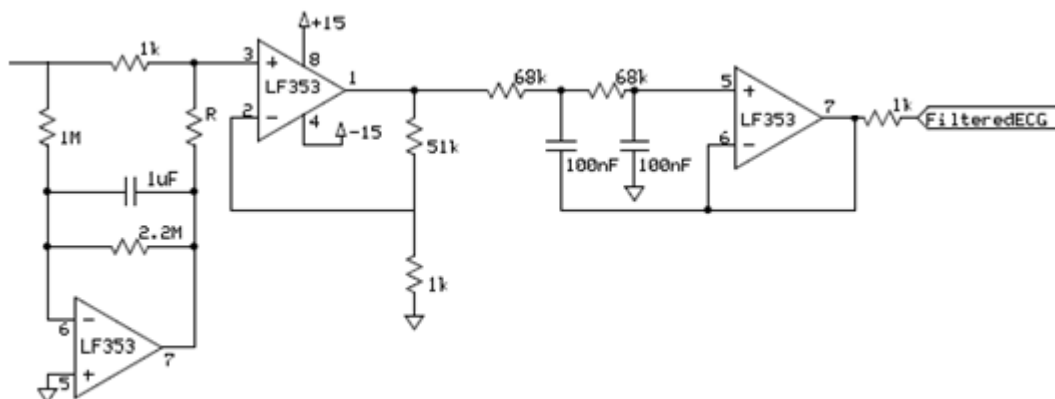 +15
1k
3
+
8
LF353
1
2
−
4
-15
R
1M
51k
1uF
2.2M
1k
6
−
LF353
7
5
+
68k
68k
100nF
100nF
5
+
LF353
7
6
−
1k
FilteredECG